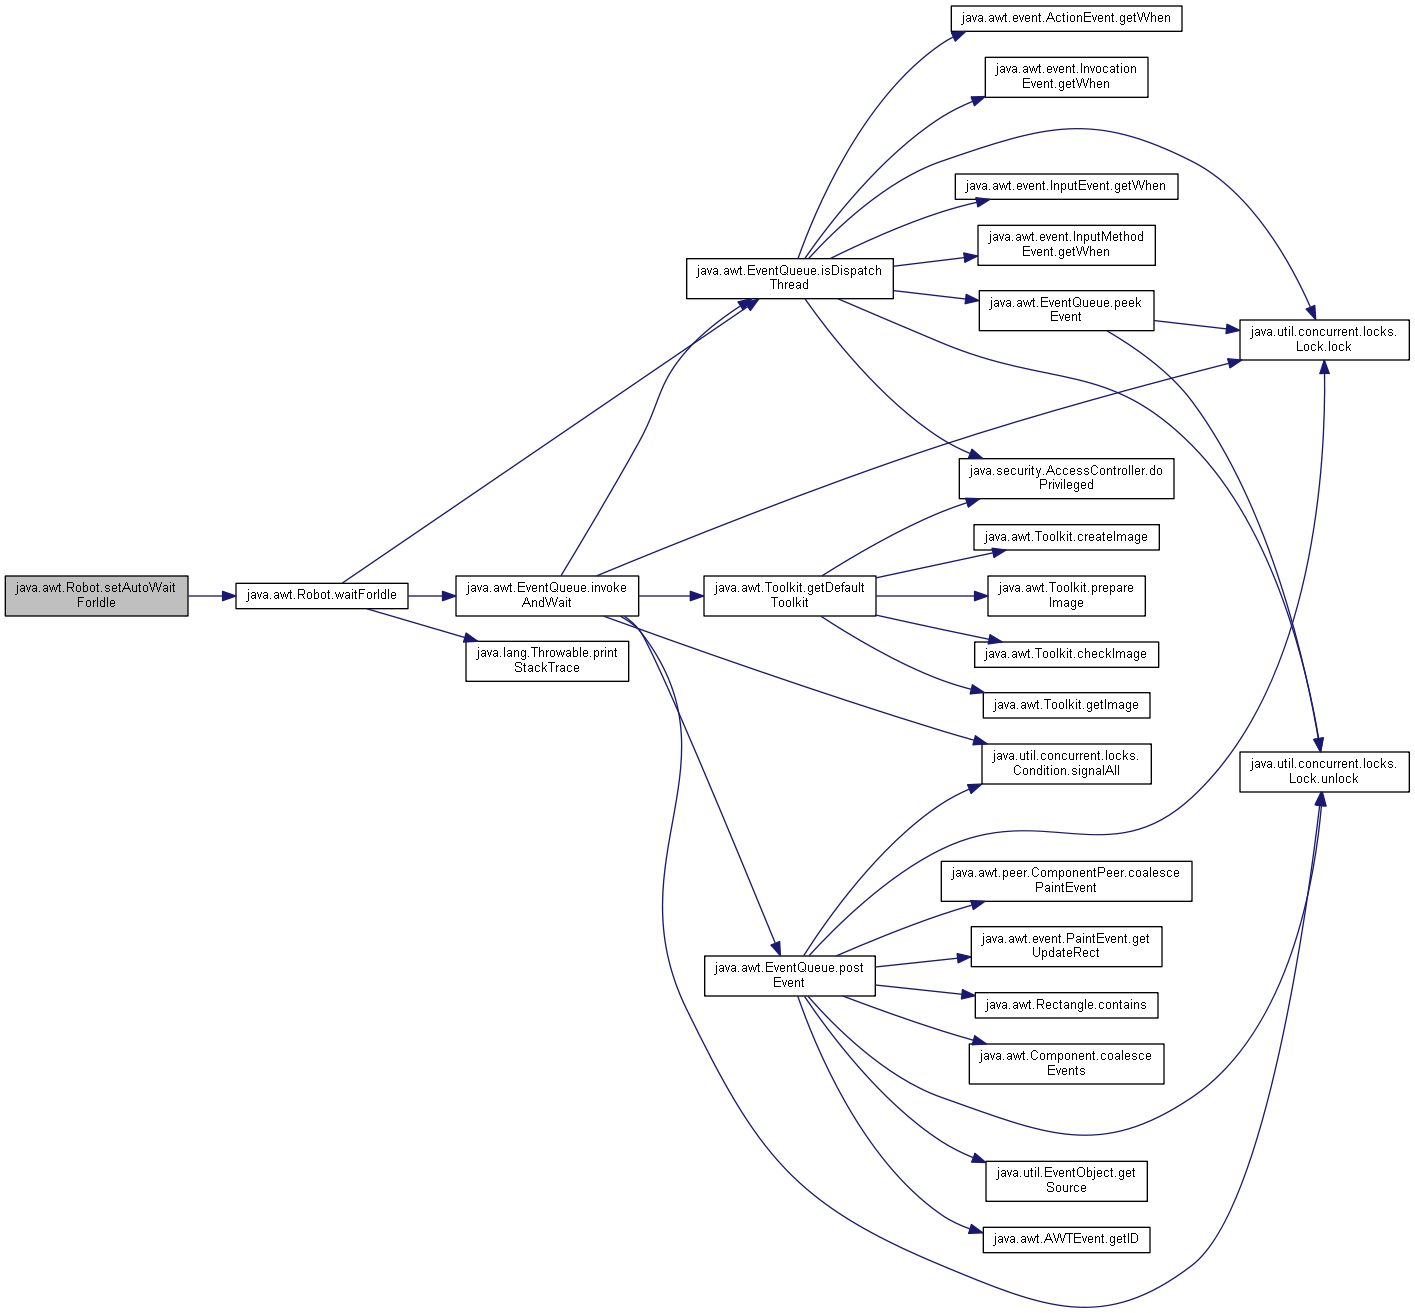 java.awt.event.ActionEvent.getWhen
java.awt.event.Invocation
Event.getWhen
java.awt.event.InputEvent.getWhen
java.awt.event.InputMethod
Event.getWhen
java.awt.EventQueue.isDispatch
Thread
java.awt.EventQueue.peek
Event
java.util.concurrent.locks.
Lock.lock
java.security.AccessController.do
Privileged
java.awt.Toolkit.createImage
java.awt.Robot.setAutoWait
ForIdle
java.awt.Robot.waitForIdle
java.awt.EventQueue.invoke
AndWait
java.awt.Toolkit.getDefault
Toolkit
java.awt.Toolkit.prepare
Image
java.lang.Throwable.print
StackTrace
java.awt.Toolkit.checkImage
java.awt.Toolkit.getImage
java.util.concurrent.locks.
Condition.signalAll
java.util.concurrent.locks.
Lock.unlock
java.awt.peer.ComponentPeer.coalesce
PaintEvent
java.awt.event.PaintEvent.get
UpdateRect
java.awt.EventQueue.post
Event
java.awt.Rectangle.contains
java.awt.Component.coalesce
Events
java.util.EventObject.get
Source
java.awt.AWTEvent.getID